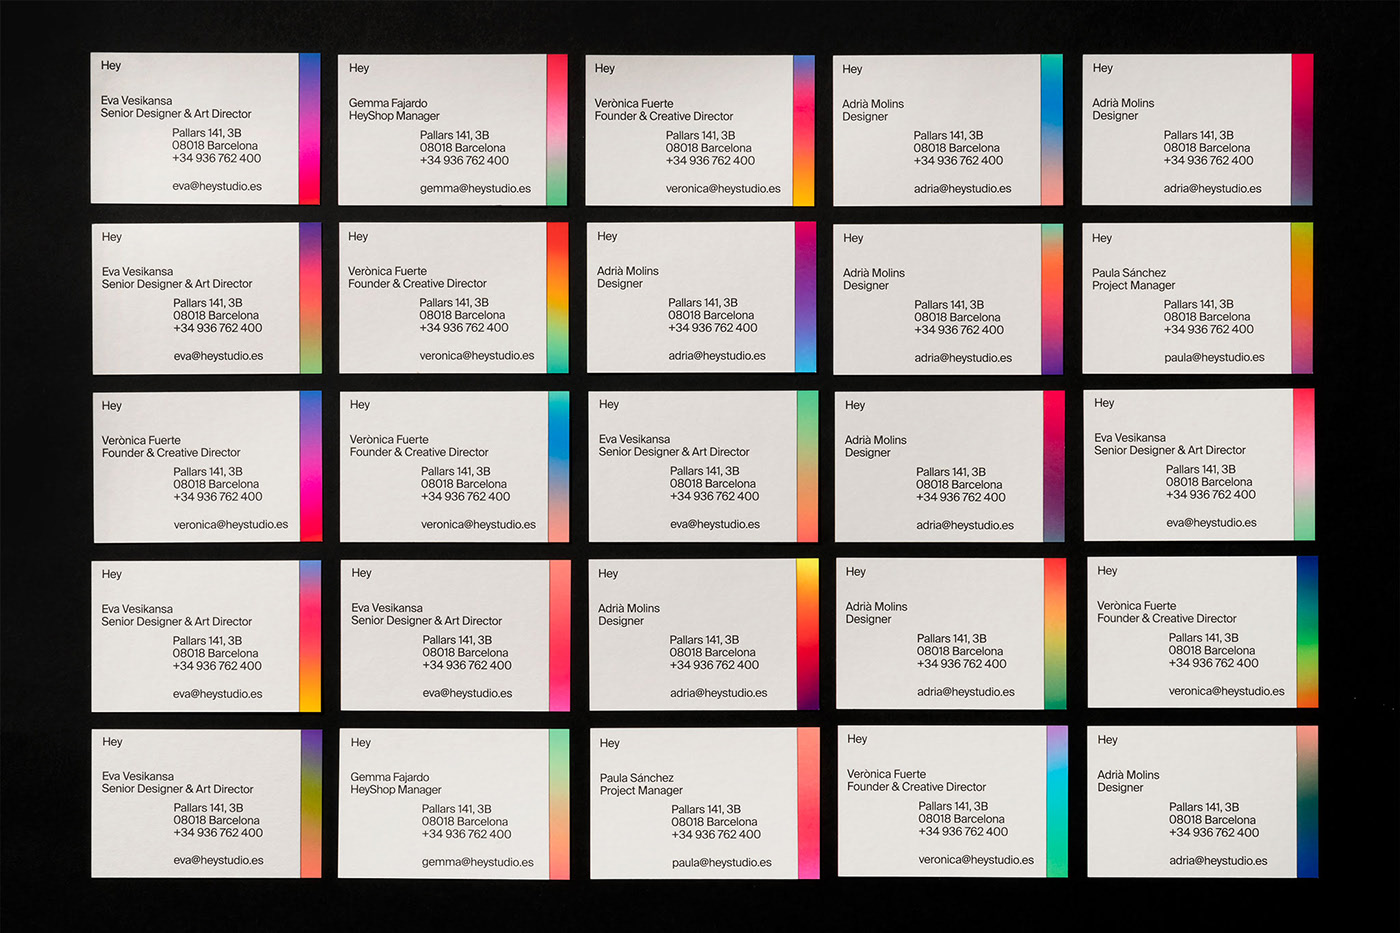 Hey
Eva Vesikansa
Senior Designer & Art Director
Pallars 141, 3B
08018 Barcelona
+34 936 762 400
eva@heystudio.es
Hey
Gemma Fajardo
HeyShop Manager
Pallars 141, 3B
08018 Barcelona
+34 936 762 400
gemma@heystudio.es
Hey
Verònica Fuerte
Founder & Creative Director
Pallars 141, 3B
08018 Barcelona
+34 936 762 400
veronica@heystudio.es
Hey
Adrià Molins
Designer
Pallars 141, 3B
08018 Barcelona
+34 936 762 400
adria@heystudio.es
Hey
Adrià Molins
Designer
Pallars 141, 3B
08018 Barcelona
+34 936 762 400
adria@heystudio.es
Hey
Eva Vesikansa
Senior Designer & Art Director
Pallars 141, 3B
08018 Barcelona
+34 936 762 400
eva@heystudio.es
Hey
Verònica Fuerte
Founder & Creative Director
Pallars 141, 3B
08018 Barcelona
+34 936 762 400
veronica@heystudio.es
Hey
Adrià Molins
Designer
Pallars 141, 3B
08018 Barcelona
+34 936 762 400
adria@heystudio.es
Hey
Adrià Molins
Designer
Pallars 141, 3B
08018 Barcelona
+34 936 762 400
adria@heystudio.es
Hey
Paula Sánchez
Project Manager
Pallars 141, 3B
08018 Barcelona
+34 936 762 400
paula@heystudio.es
Hey
Verònica Fuerte
Founder & Creative Director
Pallars 141, 3B
08018 Barcelona
+34 936 762 400
veronica@heystudio.es
Hey
Verònica Fuerte
Founder & Creative Director
Pallars 141, 3B
08018 Barcelona
+34 936 762 400
veronica@heystudio.es
Hey
Eva Vesikansa
Senior Designer & Art Director
Pallars 141, 3B
08018 Barcelona
+34 936 762 400
eva@heystudio.es
Hey
Adrià Molins
Designer
Pallars 141, 3B
08018 Barcelona
+34 936 762 400
adria@heystudio.es
Hey
Eva Vesikansa
Senior Designer & Art Director
Pallars 141, 3B
08018 Barcelona
+34 936 762 400
eva@heystudio.es
Hey
Eva Vesikansa
Senior Designer & Art Director
Pallars 141, 3B
08018 Barcelona
+34 936 762 400
eva@heystudio.es
Hey
Eva Vesikansa
Senior Designer & Art Director
Pallars 141, 3B
08018 Barcelona
+34 936 762 400
eva@heystudio.es
Hey
Adrià Molins
Designer
Pallars 141, 3B
08018 Barcelona
+34 936 762 400
adria@heystudio.es
Hey
Adrià Molins
Designer
Pallars 141, 3B
08018 Barcelona
+34 936 762 400
adria@heystudio.es
Hey
Verònica Fuerte
Founder & Creative Director
Pallars 141, 3B
08018 Barcelona
+34 936 762 400
veronica@heystudio.es
Hey
Eva Vesikansa
Senior Designer & Art Director
Pallars 141, 3B
08018 Barcelona
+34 936 762 400
eva@heystudio.es
Hey
Gemma Fajardo
HeyShop Manager
Pallars 141, 3B
08018 Barcelona
+34 936 762 400
gemma@heystudio.es
Hey
Paula Sánchez
Project Manager
Pallars 141, 3B
08018 Barcelona
+34 936 762 400
paula@heystudio.es
Hey
Verònica Fuerte
Founder & Creative Director
Pallars 141, 3B
08018 Barcelona
+34 936 762 400
veronica@heystudio.es
Hey
Adrià Molins
Designer
Pallars 141, 3B
08018 Barcelona
+34 936 762 400
adria@heystudio.es